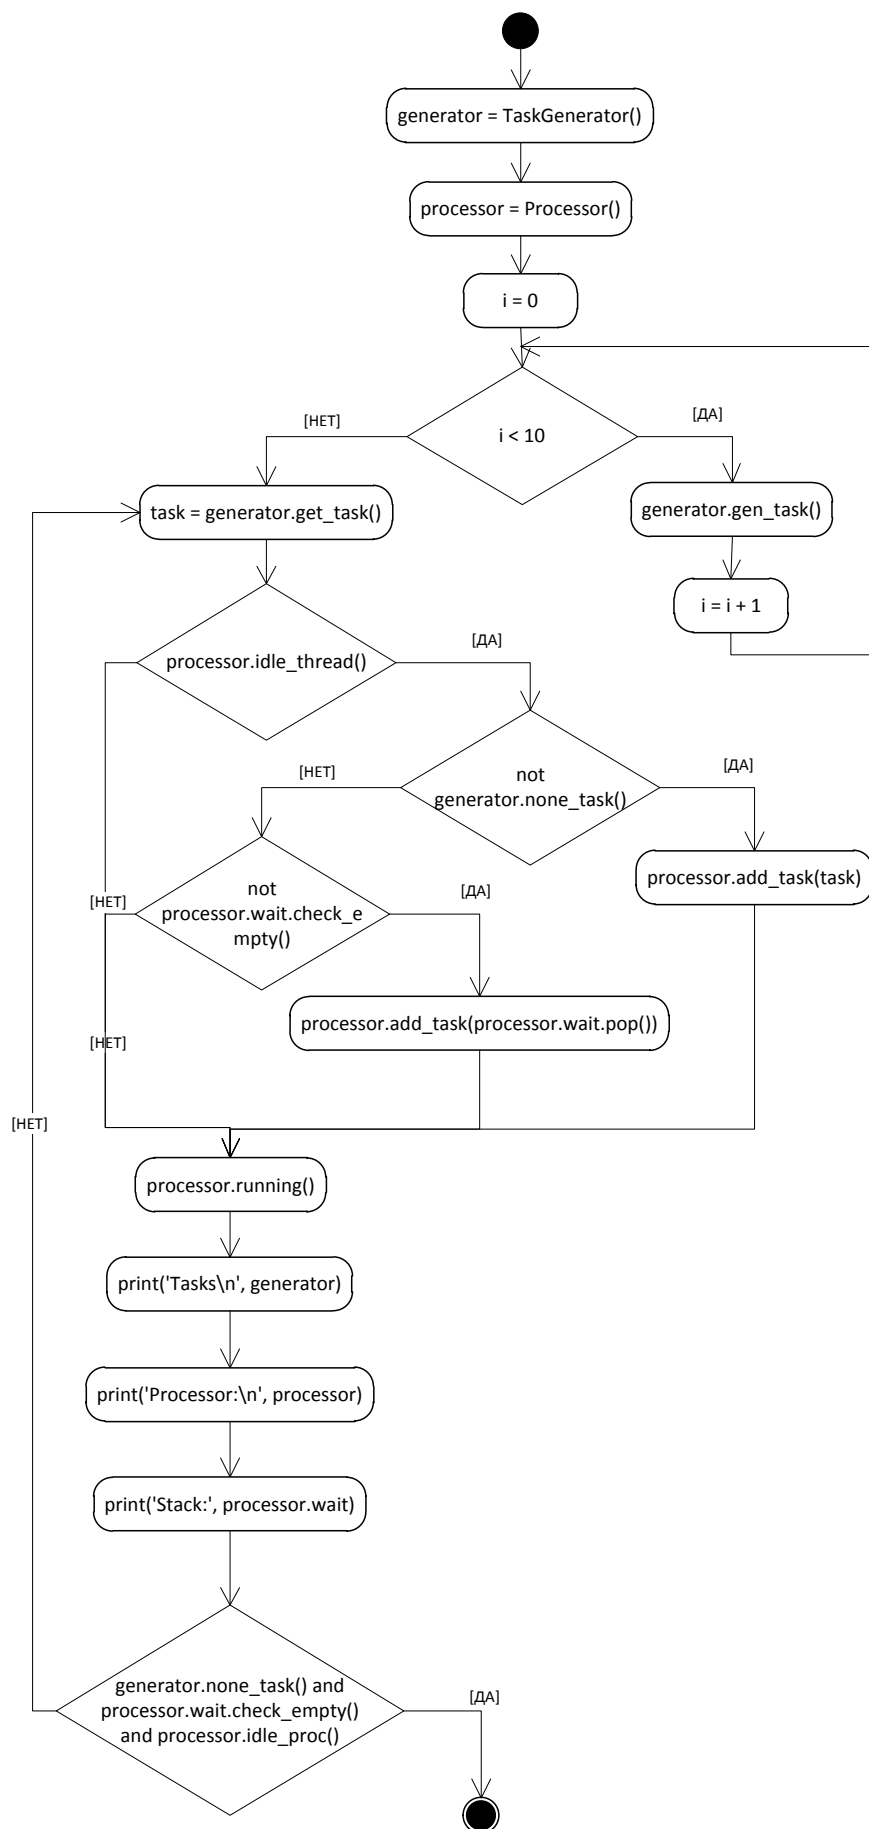 generator = TaskGenerator()
processor = Processor()
i = 0
i < 10
[НЕТ]
[ДА]
task = generator.get_task()
generator.gen_task()
i = i + 1
processor.idle_thread()
[ДА]
not
generator.none_task()
[НЕТ]
[ДА]
not
processor.wait.check_e
mpty()
[НЕТ]
[ДА]
processor.add_task(task)
processor.add_task(processor.wait.pop())
[НЕТ]
[НЕТ]
processor.running()
print('Tasks\n', generator)
print('Processor:\n', processor)
print('Stack:', processor.wait)
generator.none_task() and
processor.wait.check_empty()
and processor.idle_proc()
[ДА]